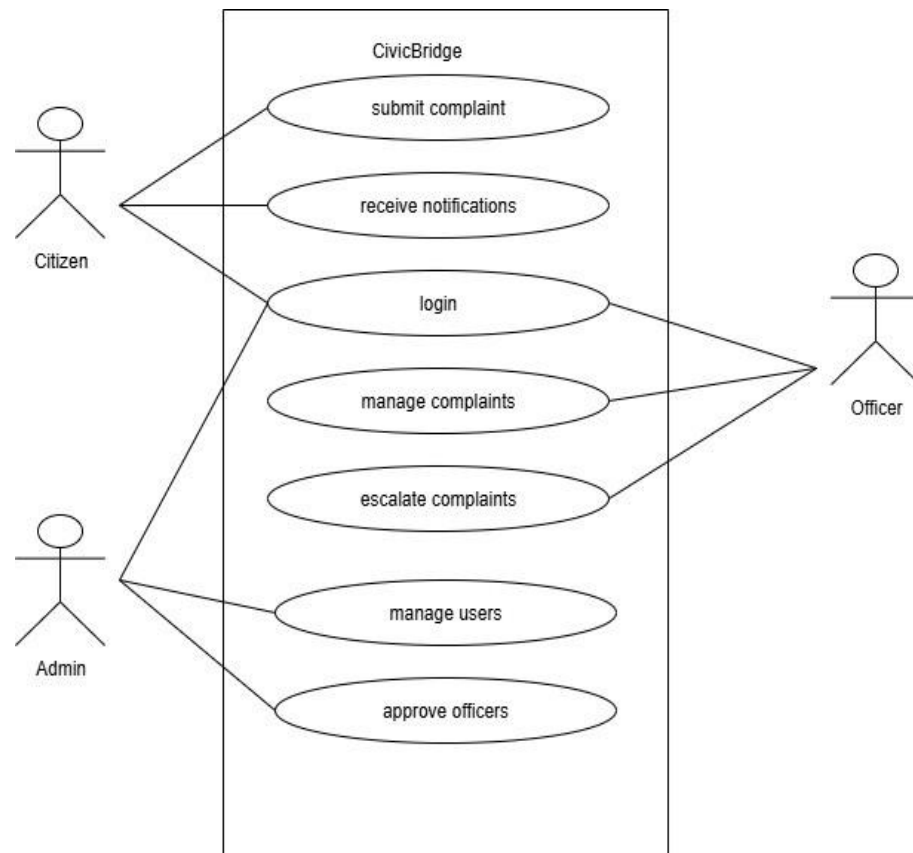 CivicBridge
submit complaint
receive notifications
Citizen
login
manage complaints
Officer
escalate complaints
manage users
Admin
approve officers